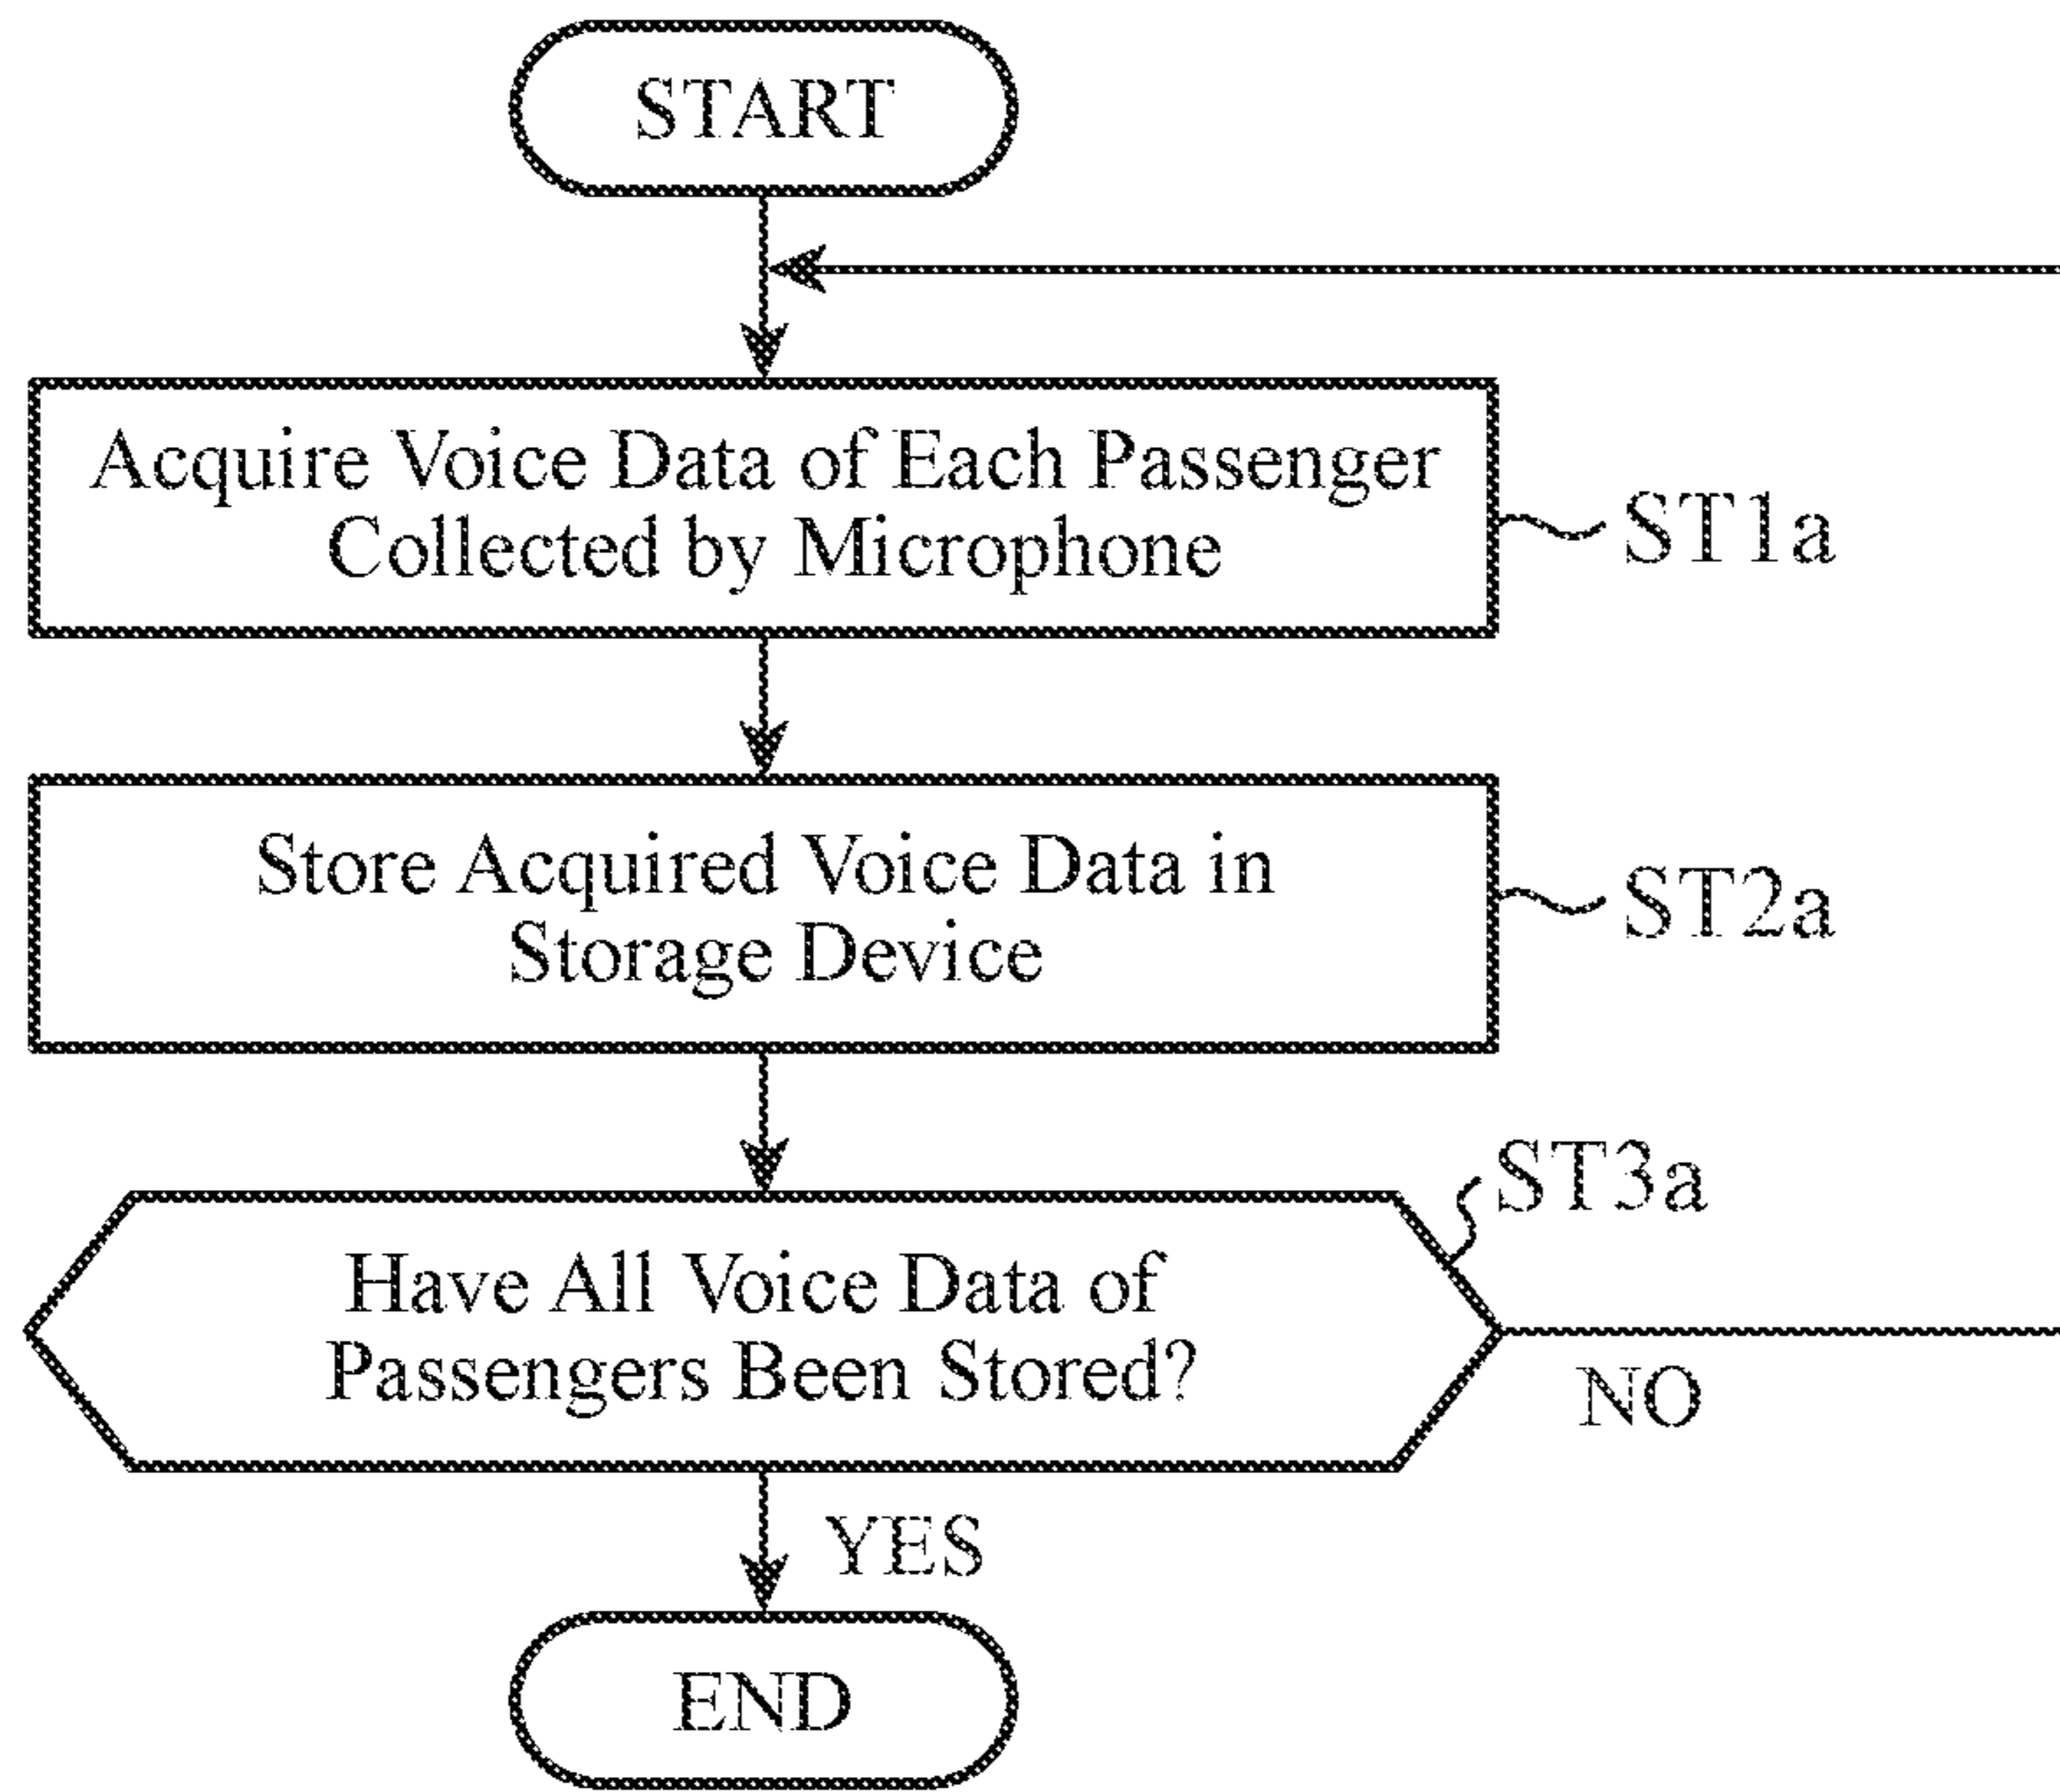 START
Acquire Voice Data of Each Passenger
Collected by Microphone
ST1a
Store Acquired Voice Data in
Storage Device
ST2a
ST3a
Have All Voice Data of
Passengers Been Stored?
NO
YES
END